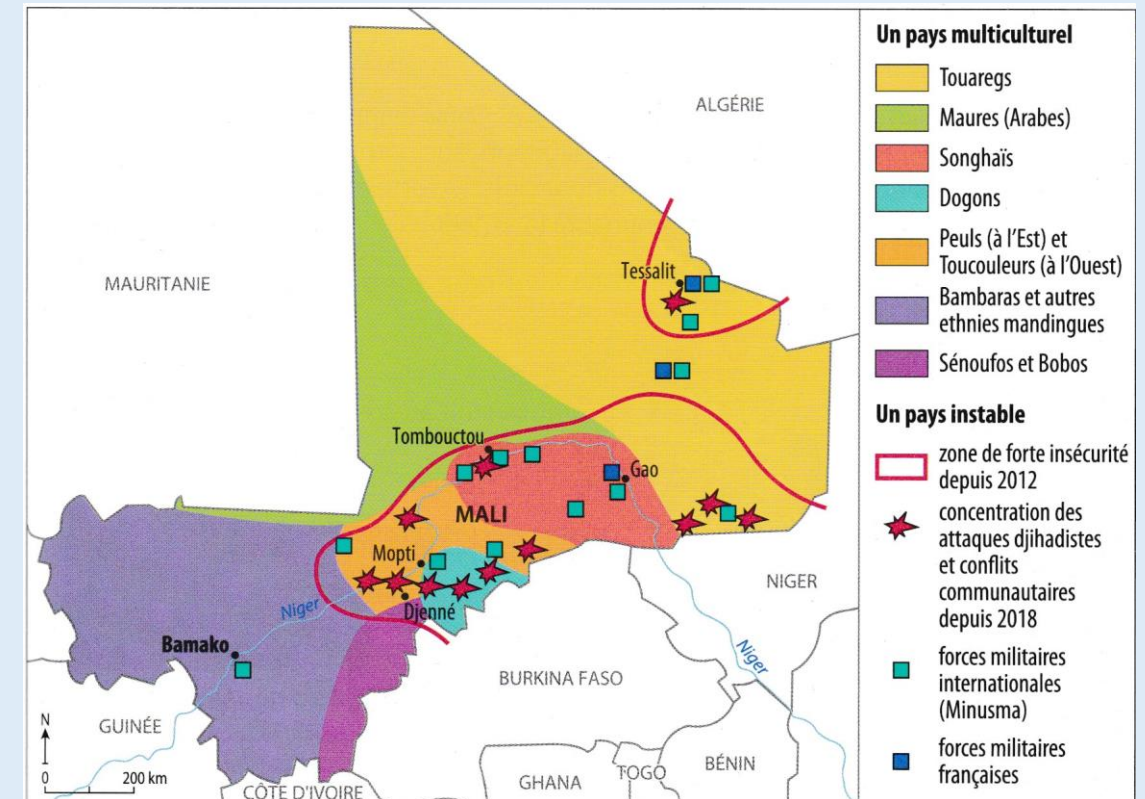 ALGÉRIE
MAURITANIE
Tessalit
Tombouctou
Gao
MALI
Mopti
NIGER
Djenné
Niger
Bamako
Niger
BURKINA FASO
GUINÉE
N
0 200 km
CÔTE D'IVOIRE
GHANA
TOGO
BÉNIN
Un pays multiculturel
Touaregs
Maures (Arabes)
Songhaïs
Dogons
Peuls (à l'Est) et
Toucouleurs (à l'Ouest)
Bambaras et autres
ethnies mandingues
Sénoufos et Bobos
Un pays instable
zone de forte insécurité
depuis 2012
concentration des
attaques djihadistes
et conflits
communautaires
depuis 2018
forces militaires
internationales
(Minusma)
forces militaires
françaises